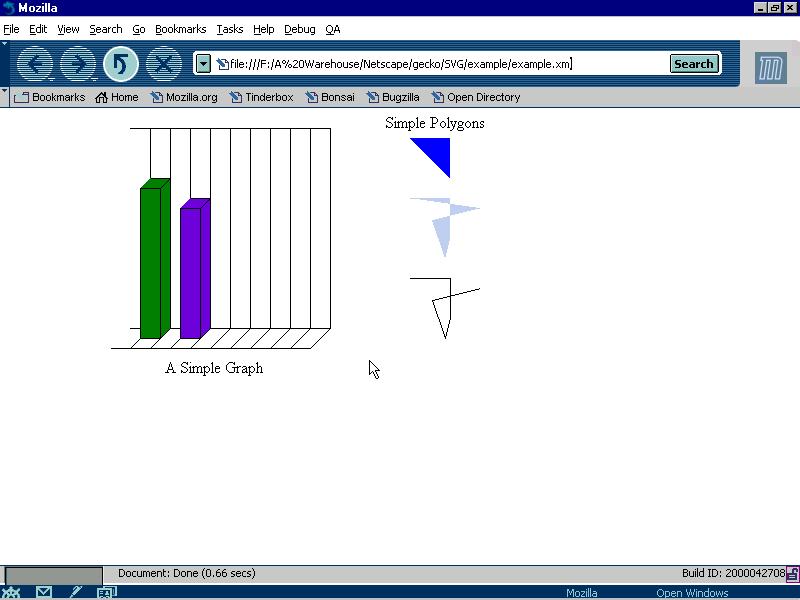 Mozilla
File Edit View Search Go Bookmarks Tasks Help Debug QA
file:///F:/A%20Warehouse/Netscape/gecko/SVG/example/example.xm Search
Bookmarks Home Mozilla.org Tinderbox Bonsai Bugzilla Open Directory
Simple Polygons
A Simple Graph
Document: Done (0.66 secs) Build ID: 2000042708
Mozilla Open Windows